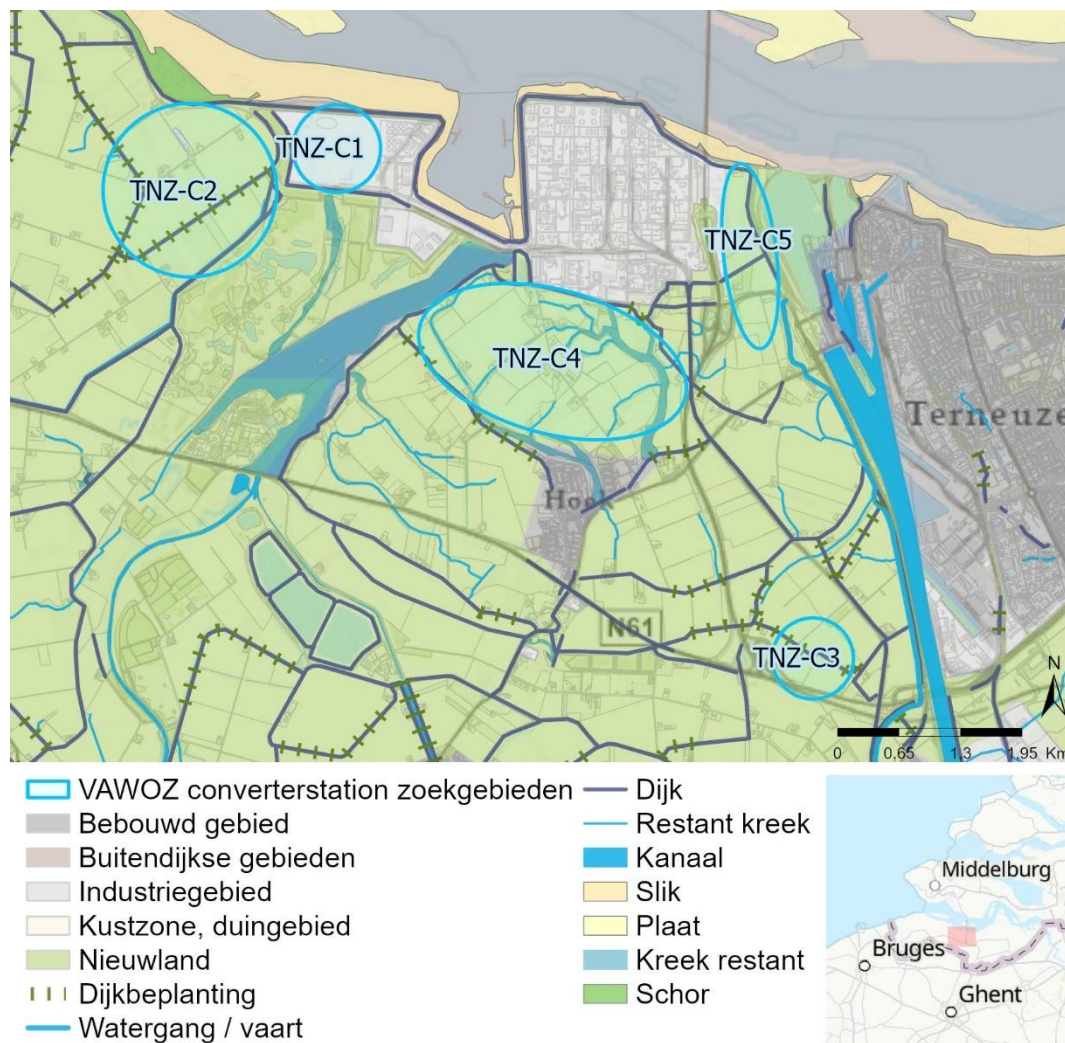 TNZ-C1
TNZ-C2
TNZ-C5
TNZ-C4
Terneuze
Hoek
N61
TNZ-C3
N
0 0,65 1,3 1,95 Km
VAWOZ converterstation zoekgebieden
Bebouwd gebied
Buitendijkse gebieden
Industriegebied
Kustzone, duingebied
Nieuwland
Dijkbeplanting
Watergang / vaart
Dijk
Restant kreek
Kanaal
Slik
Plaat
Kreek restant
Schor
Middelburg
Bruges
Ghent